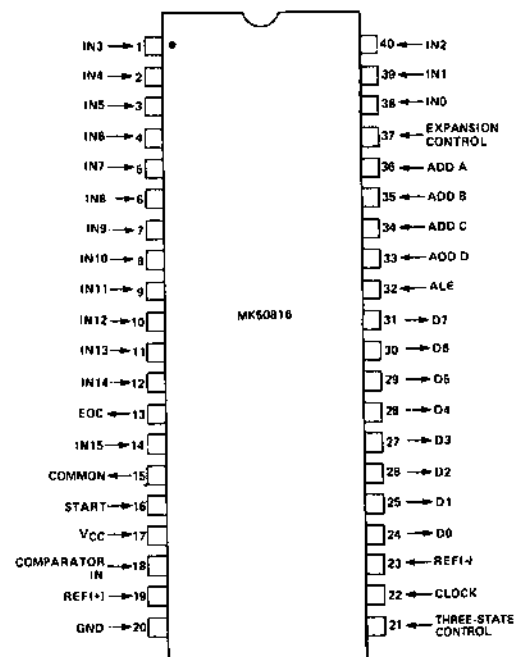 IN3 1
IN4 2
IN5 3
IN6 4
IN7 5
IN8 6
IN9 7
IN10 8
IN11 9
IN12 10
IN13 11
IN14 12
EOC 13
IN15 14
COMMON 15
START 16
VCC 17
COMPARATOR
IN 18
REF(+) 19
GND 20
MK50816
40 IN2
39 IN1
38 IN0
37 EXPANSION
CONTROL
36 ADD A
35 ADD B
34 ADD C
33 ADD D
32 ALE
31 D7
30 D6
29 D5
28 D4
27 D3
26 D2
25 D1
24 D0
23 REF(-)
22 CLOCK
21 THREE-STATE
CONTROL